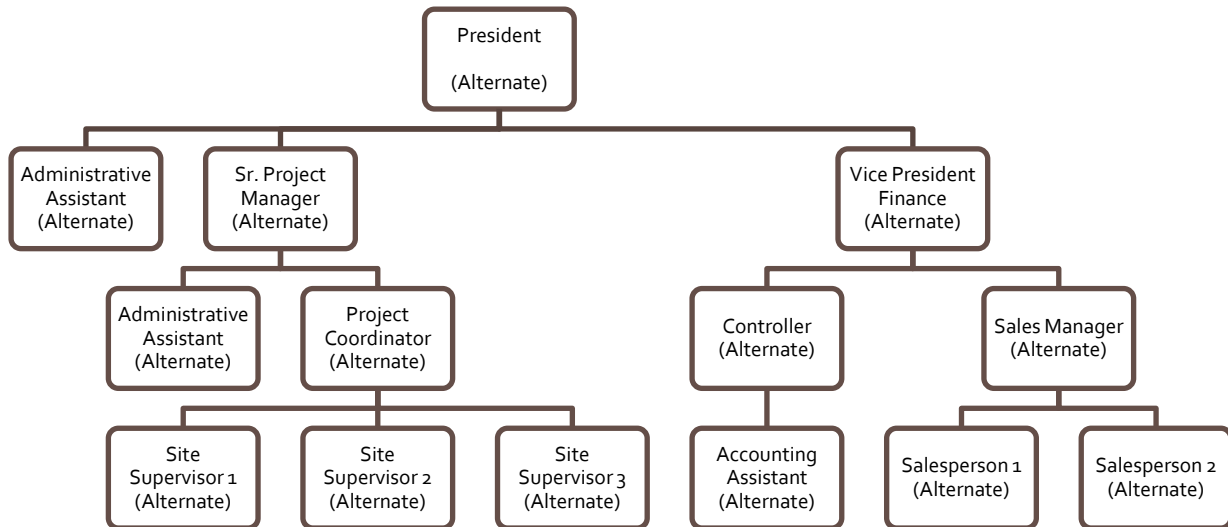 President
(Alternate)
Administrative
Assistant
(Alternate)
Sr. Project
Manager
(Alternate)
Vice President
Finance
(Alternate)
Administrative
Assistant
(Alternate)
Project
Coordinator
(Alternate)
Controller
(Alternate)
Sales Manager
(Alternate)
Site
Supervisor 1
(Alternate)
Site
Supervisor 2
(Alternate)
Site
Supervisor 3
(Alternate)
Accounting
Assistant
(Alternate)
Salesperson 1
(Alternate)
Salesperson 2
(Alternate)